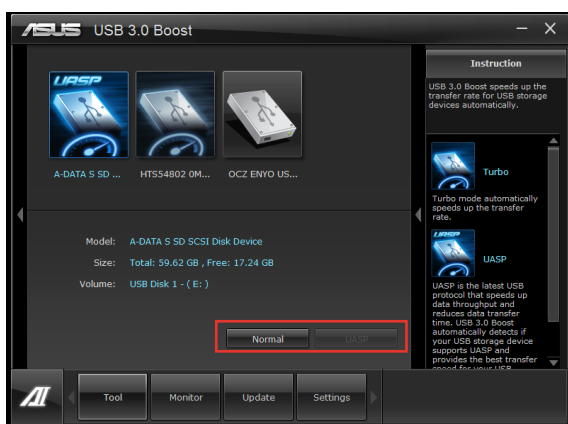 ASUS USB 3.0 Boost
UASP
A-DATA S SD ...
HTS54802 0M...
OCZ ENYO US...
Model: A-DATA S SD SCSI Disk Device
Size: Total: 59.62 GB , Free: 17.24 GB
Volume: USB Disk 1 - ( E: )
Normal
UASP
Instruction
USB 3.0 Boost speeds up the
transfer rate for USB storage
devices automatically.
Turbo
Turbo mode automatically
speeds up the transfer
rate.
UASP
UASP
UASP is the latest USB
protocol that speeds up
data throughput and
reduces data transfer
time. USB 3.0 Boost
automatically detects if
your USB storage device
supports UASP and
provides the best transfer
speed for your USB
Tool
Monitor
Update
Settings